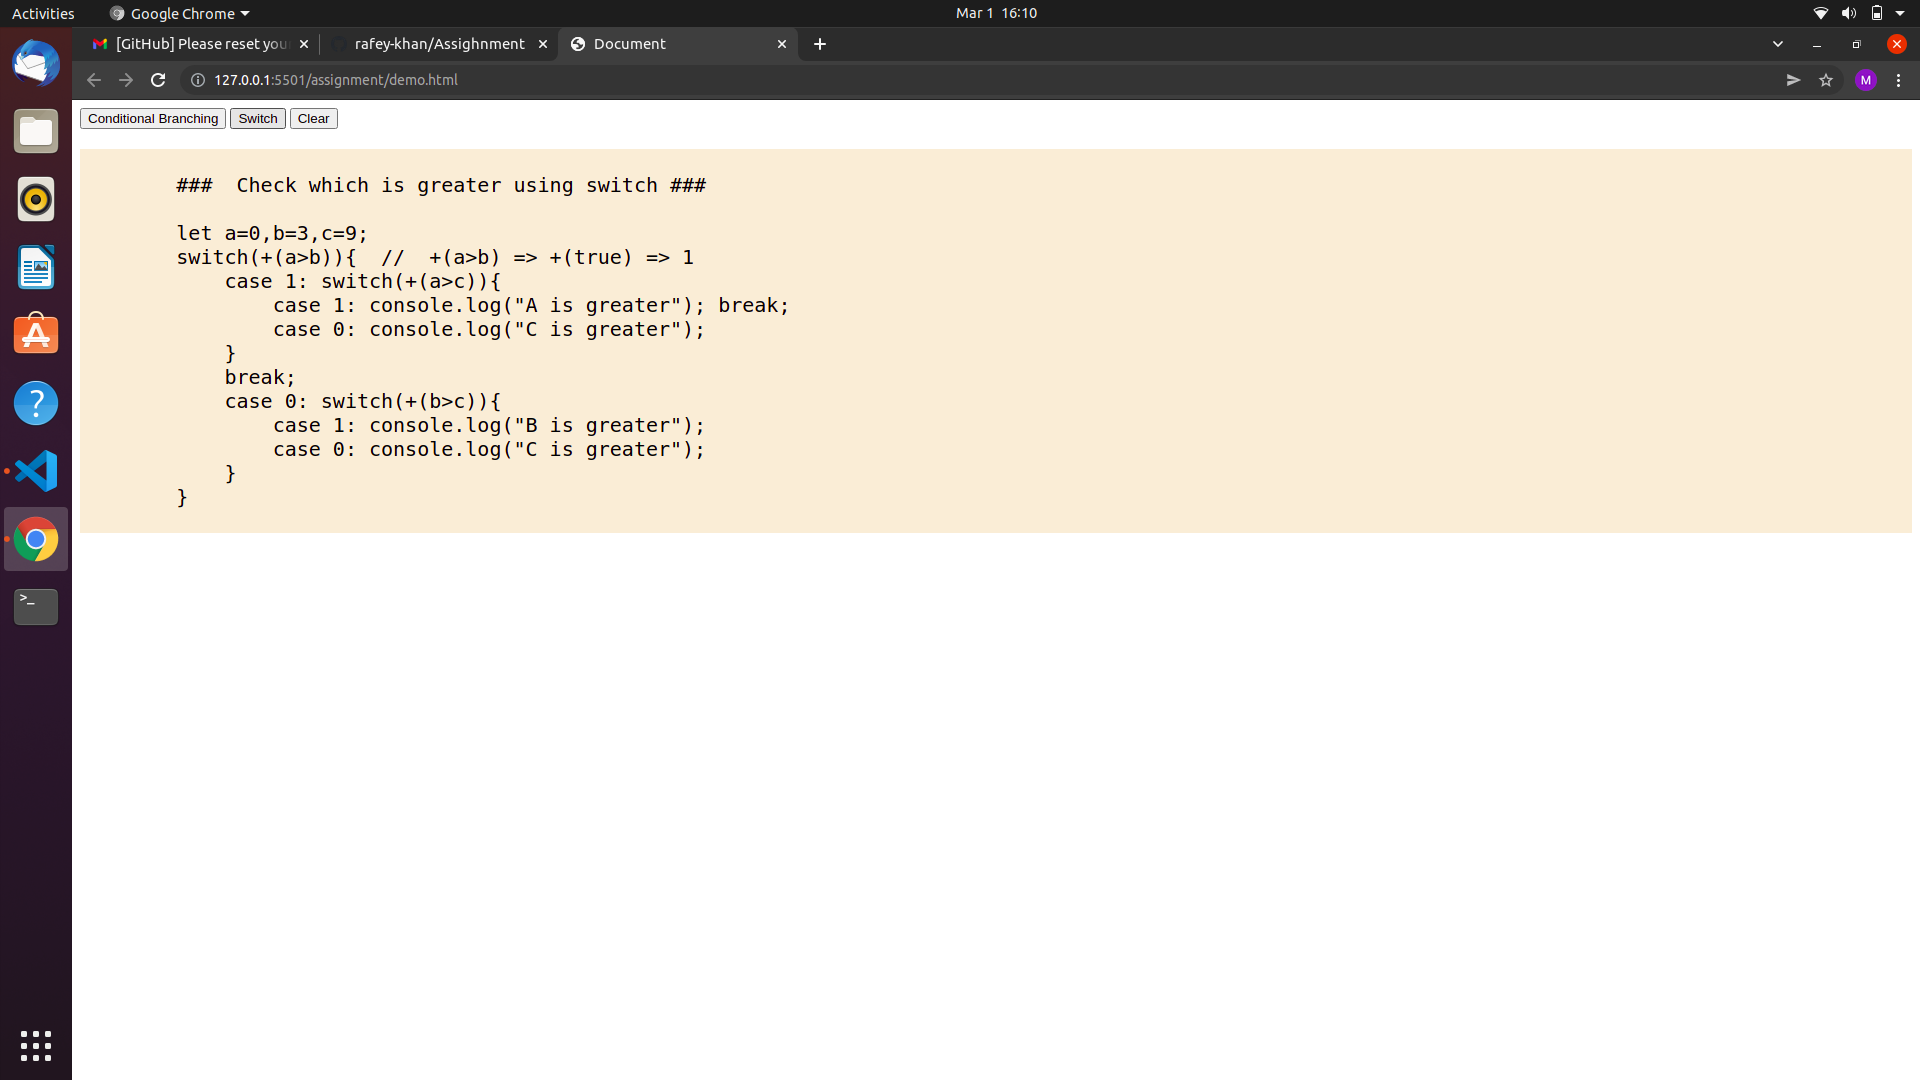 Activities
Google Chrome
Mar 1 16:10
[GitHub] Please reset you
rafey-khan/Assighnment
Document
127.0.0.1:5501/assignment/demo.html
M
Conditional Branching
Switch
Clear
###  Check which is greater using switch ###
let a=0,b=3,c=9;
switch(+(a>b)){  //  +(a>b) => +(true) => 1
    case 1: switch(+(a>c)){
        case 1: console.log("A is greater"); break;
        case 0: console.log("C is greater");
    }
    break;
    case 0: switch(+(b>c)){
        case 1: console.log("B is greater");
        case 0: console.log("C is greater");
    }
}